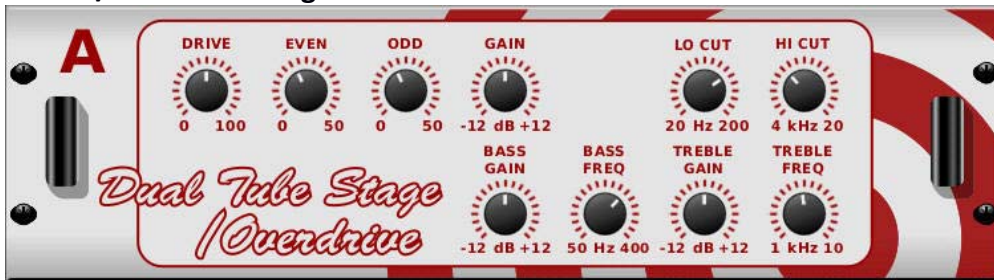 A
DRIVE EVEN ODD GAIN LO CUT HI CUT
0 100 0 50 0 50 -12 dB +12 20 Hz 200 4 kHz 20
BASS GAIN BASS FREQ TREBLE GAIN TREBLE FREQ
-12 dB +12 50 Hz 400 -12 dB +12 1 kHz 10
Dual Tube Stage
/Overdrive